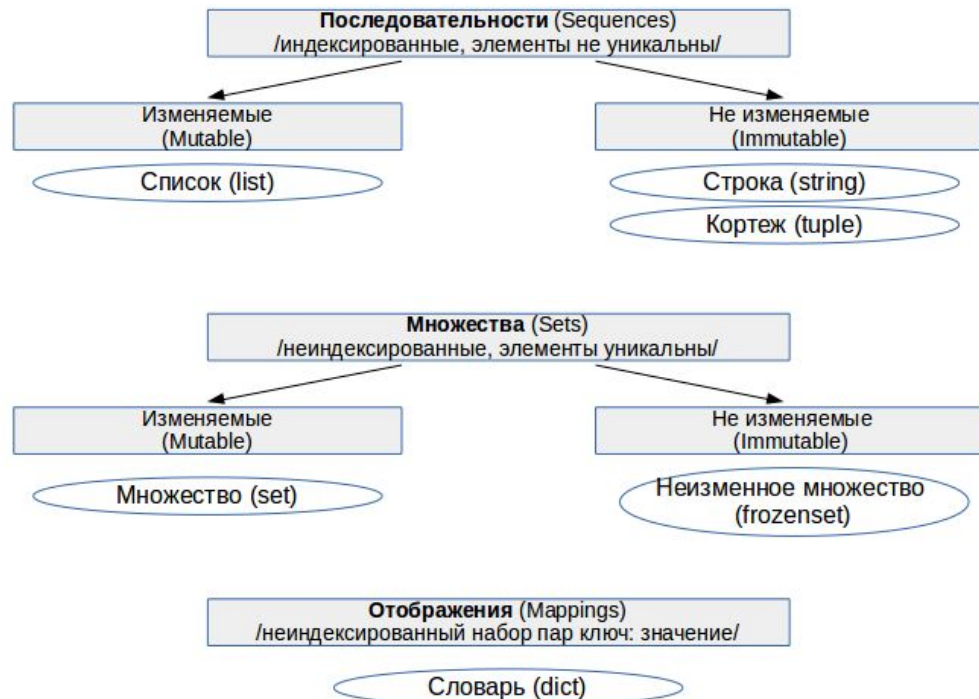 Последовательности (Sequences)
/индексированные, элементы не уникальны/
Изменяемые
(Mutable)
Не изменяемые
(Immutable)
Список (list)
Строка (string)
Кортеж (tuple)
Множества (Sets)
/неиндексированные, элементы уникальны/
Изменяемые
(Mutable)
Не изменяемые
(Immutable)
Множество (set)
Неизменное множество
(frozenset)
Отображения (Mappings)
/неиндексированный набор пар ключ: значение/
Словарь (dict)